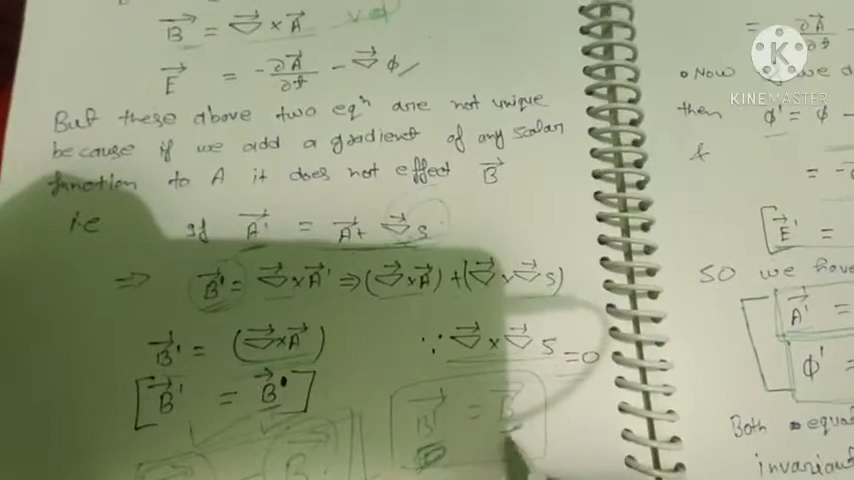 B⃗ = ∇⃗ × A⃗
E⃗ = -∂A⃗/∂t - ∇⃗ϕ
But these above two eqⁿ are not unique
because if we add a gradient of any scalar
function to A it does not effect B⃗
i.e if A⃗' = A⃗ + ∇⃗S
⇒ B⃗' = ∇⃗×A⃗' ⇒ (∇⃗×A⃗) + (∇⃗×∇⃗S)
B⃗' = (∇⃗×A⃗) ∵ ∇⃗×∇⃗S = 0
[B⃗' = B⃗]
B⃗' = B⃗
= ∂A⃗/∂t -
• Now
then ϕ' = ϕ -
&
= -
[E⃗' =
SO we have
A⃗' =
ϕ' =
Both equa
invariant
KINEMASTER